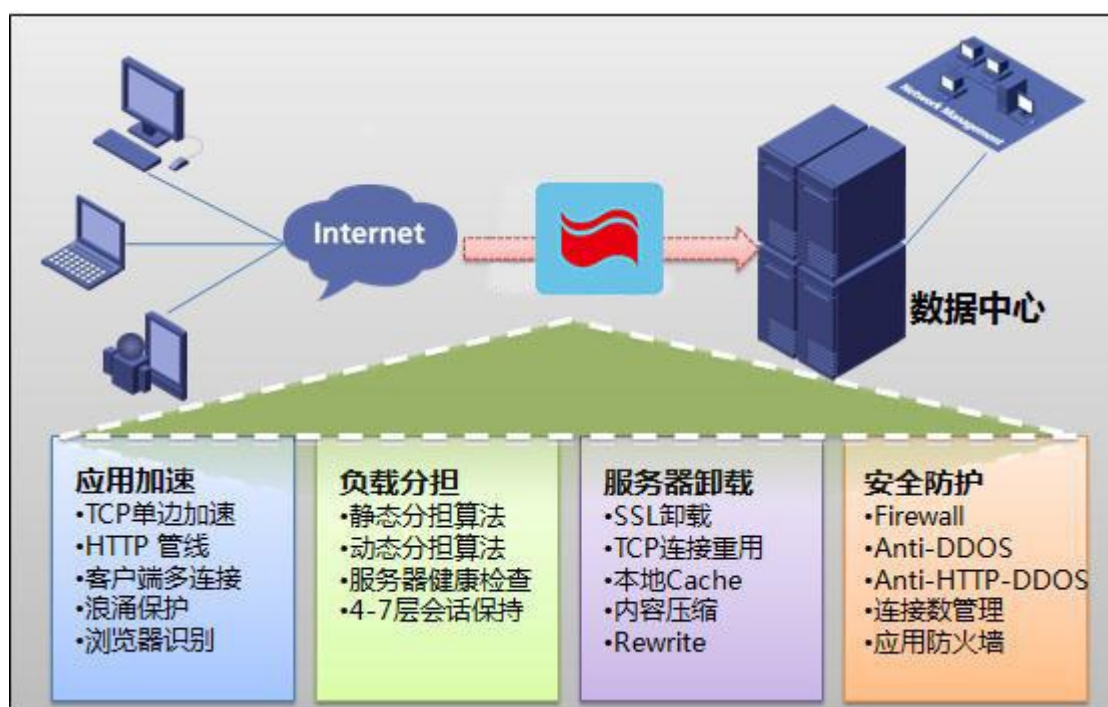 Network Management
Internet
数据中心
应用加速
•TCP单边加速
•HTTP 管线
•客户端多连接
•浪涌保护
•浏览器识别
负载分担
•静态分担算法
•动态分担算法
•服务器健康检查
•4-7层会话保持
服务器卸载
•SSL卸载
•TCP连接重用
•本地Cache
•内容压缩
•Rewrite
安全防护
•Firewall
•Anti-DDOS
•Anti-HTTP-DDOS
•连接数管理
•应用防火墙